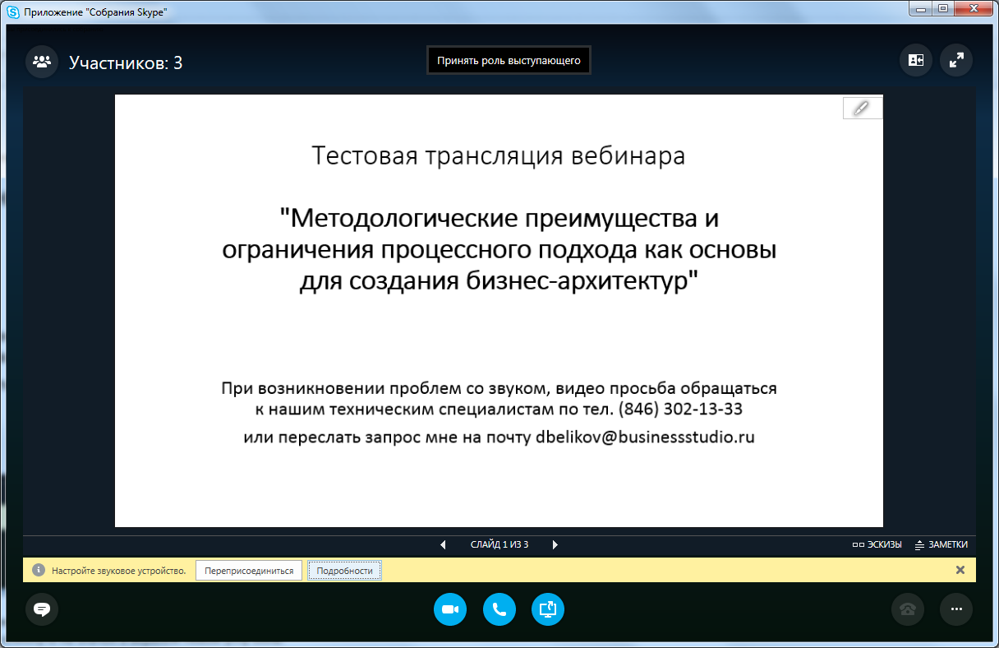 Приложение "Собрания Skype"
Участников: 3
Принять роль выступающего
Тестовая трансляция вебинара
"Методологические преимущества и
ограничения процессного подхода как основы
для создания бизнес-архитектур"
При возникновении проблем со звуком, видео просьба обращаться
к нашим техническим специалистам по тел. (846) 302-13-33
или переслать запрос мне на почту dbelikov@businessstudio.ru
СЛАЙД 1 ИЗ 3
ЭСКИЗЫ
ЗАМЕТКИ
Настройте звуковое устройство.
Переприсоединиться
Подробности